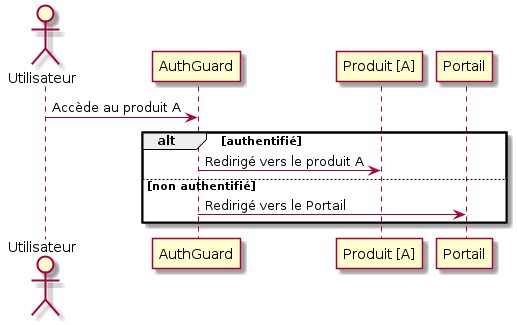 Utilisateur
AuthGuard
Produit [A]
Portail
Accède au produit A
alt [authentifié]
Redirigé vers le produit A
[non authentifié]
Redirigé vers le Portail
Utilisateur
AuthGuard
Produit [A]
Portail